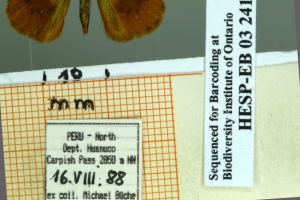 10
mm
PERU - North
Dept. Huanuco
Carpish Pass 2850 m NN
16.VIII.88
ex coll. Michael Büche
Sequenced for Barcoding at
Biodiversity Institute of Ontario
HESP-EB 03 241